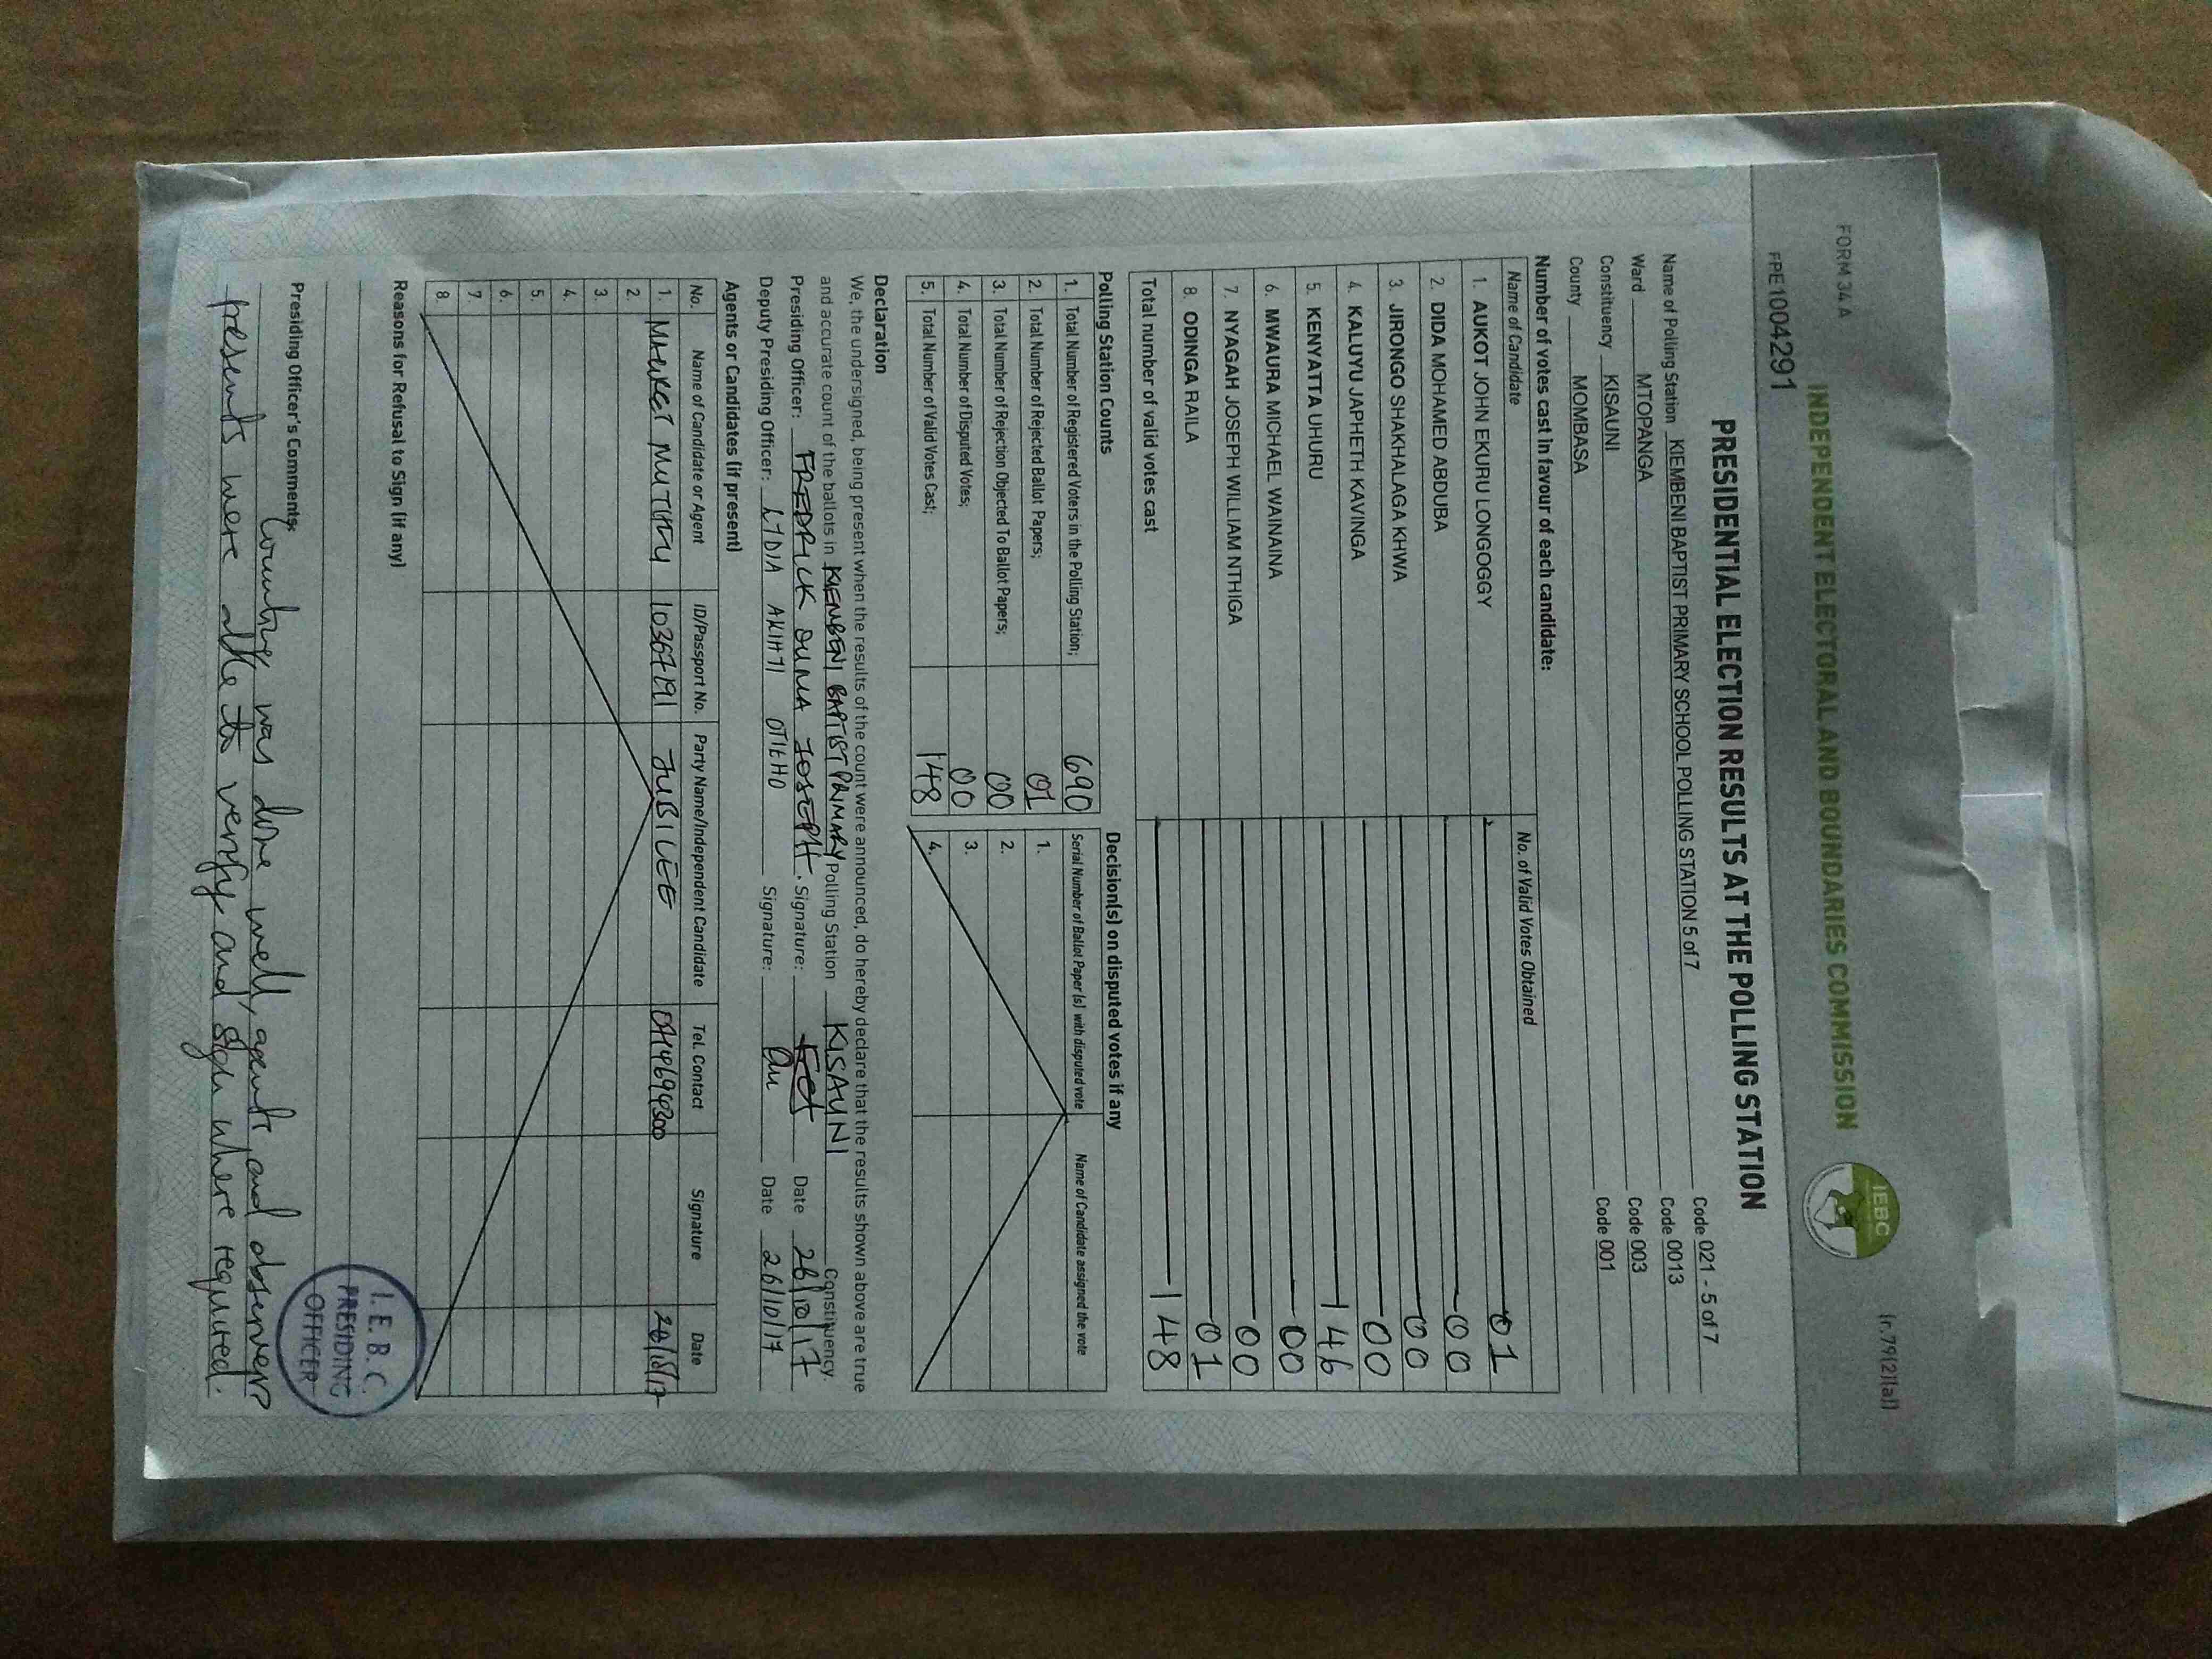 FORM 34 A
(r.79(2)(a))
INDEPENDENT ELECTORAL AND BOUNDARIES COMMISSION
IEBC
FPE1004291
PRESIDENTIAL ELECTION RESULTS AT THE POLLING STATION
Name of Polling Station KIEMBENI BAPTIST PRIMARY SCHOOL POLLING STATION 5 of 7 Code 021 - 5 of 7
Ward MTOPANGA Code 0013
Constituency KISAUNI Code 003
County MOMBASA Code 001
Number of votes cast in favour of each candidate:
Name of Candidate No. of Valid Votes Obtained
1. AUKOT JOHN EKURU LONGOGGY 01
2. DIDA MOHAMED ABDUBA 00
3. JIRONGO SHAKHALAGA KHWA 00
4. KALUYU JAPHETH KAVINGA 00
5. KENYATTA UHURU 146
6. MWAURA MICHAEL WAINAINA 00
7. NYAGAH JOSEPH WILLIAM NTHIGA 00
8. ODINGA RAILA 01
Total number of valid votes cast 148
Polling Station Counts
1. Total Number of Registered Voters in the Polling Station; 690
2. Total Number of Rejected Ballot Papers; 01
3. Total Number of Rejection Objected To Ballot Papers; 00
4. Total Number of Disputed Votes; 00
5. Total Number of Valid Votes Cast; 148
Decision(s) on disputed votes if any
Serial Number of Ballot Paper (s) with disputed vote Name of Candidate assigned the vote
1.
2.
3.
4.
Declaration
We, the undersigned, being present when the results of the count were announced, do hereby declare that the results shown above are true
and accurate count of the ballots in KIEMBENI BAPTIST PRIMARY Polling Station KISAUNI Constituency.
Presiding Officer: FREDRICK OUMA JOSEPH. Signature: Date 26/10/17
Deputy Presiding Officer: LYDIA AKINYI OTIENO Signature: Date 26/10/17
Agents or Candidates (if present)
No. Name of Candidate or Agent ID/Passport No. Party Name/Independent Candidate Tel. Contact Signature Date
1. JUBILEE 26/10/17
2.
3.
4.
5.
6.
7.
8.
Reasons for Refusal to Sign (if any)
Presiding Officer's Comments:
Counting was done well, agents and observers
presents were able to verify and sign where required.
I.E.B.C.
PRESIDING
OFFICER